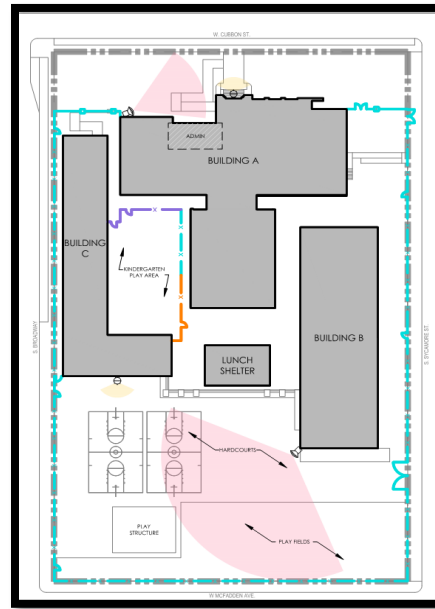 W. CUBBON ST.
ADMIN
BUILDING A
BUILDING
C
KINDERGARTEN
PLAY AREA
BUILDING B
S. BROADWAY
S. SYCAMORE ST.
LUNCH
SHELTER
HARDCOURTS
PLAY
STRUCTURE
PLAY FIELDS
W MCFADDEN AVE.